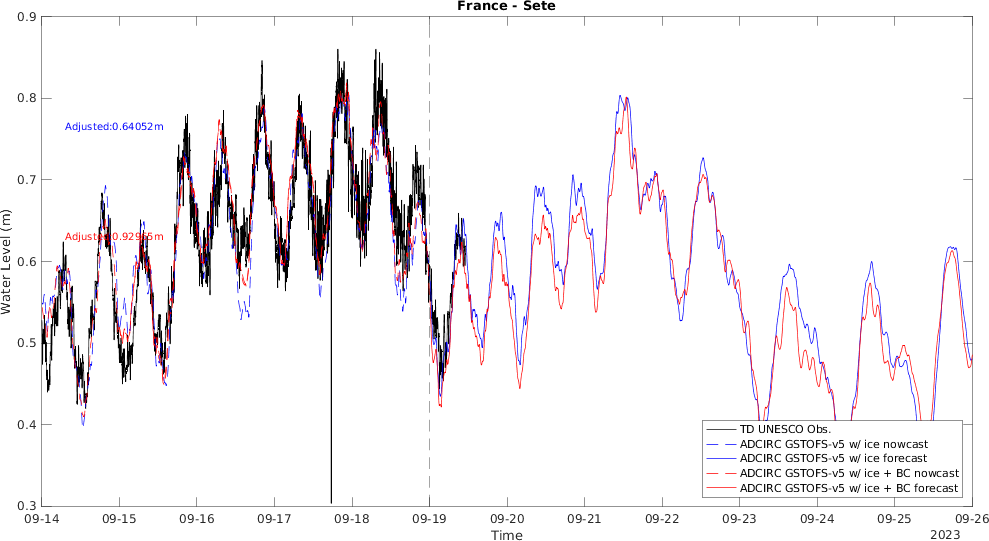 France - Sete
Water Level (m)
0.9
0.8
0.7
0.6
0.5
0.4
0.3
Adjusted:0.64052m
09-14
09-15
09-16
09-17
09-18
09-19
09-20
09-21
09-22
09-23
09-24
09-25
09-26
Time
2023
TD UNESCO Obs.
ADCIRC GSTOFS-v5 w/ ice nowcast
ADCIRC GSTOFS-v5 w/ ice forecast
ADCIRC GSTOFS-v5 w/ ice + BC nowcast
ADCIRC GSTOFS-v5 w/ ice + BC forecast